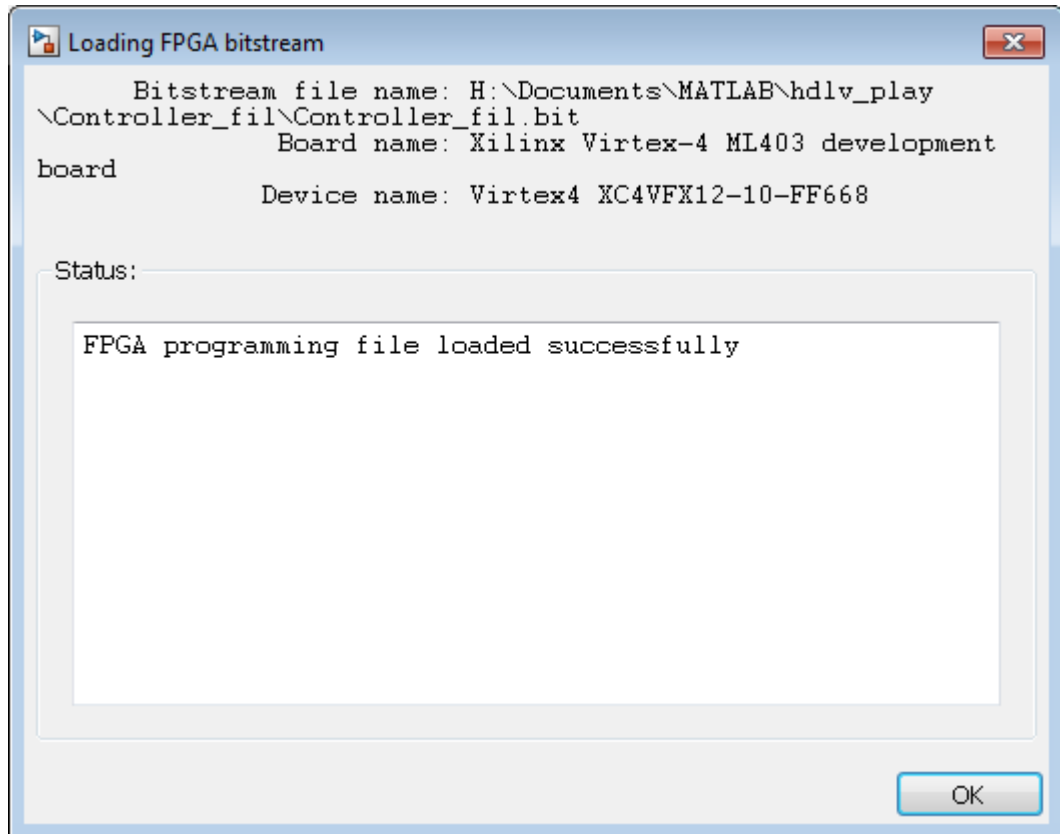 Loading FPGA bitstream
Bitstream file name: H:\Documents\MATLAB\hdlv_play
\Controller_fil\Controller_fil.bit
Board name: Xilinx Virtex-4 ML403 development
board
Device name: Virtex4 XC4VFX12-10-FF668
Status:
FPGA programming file loaded successfully
OK